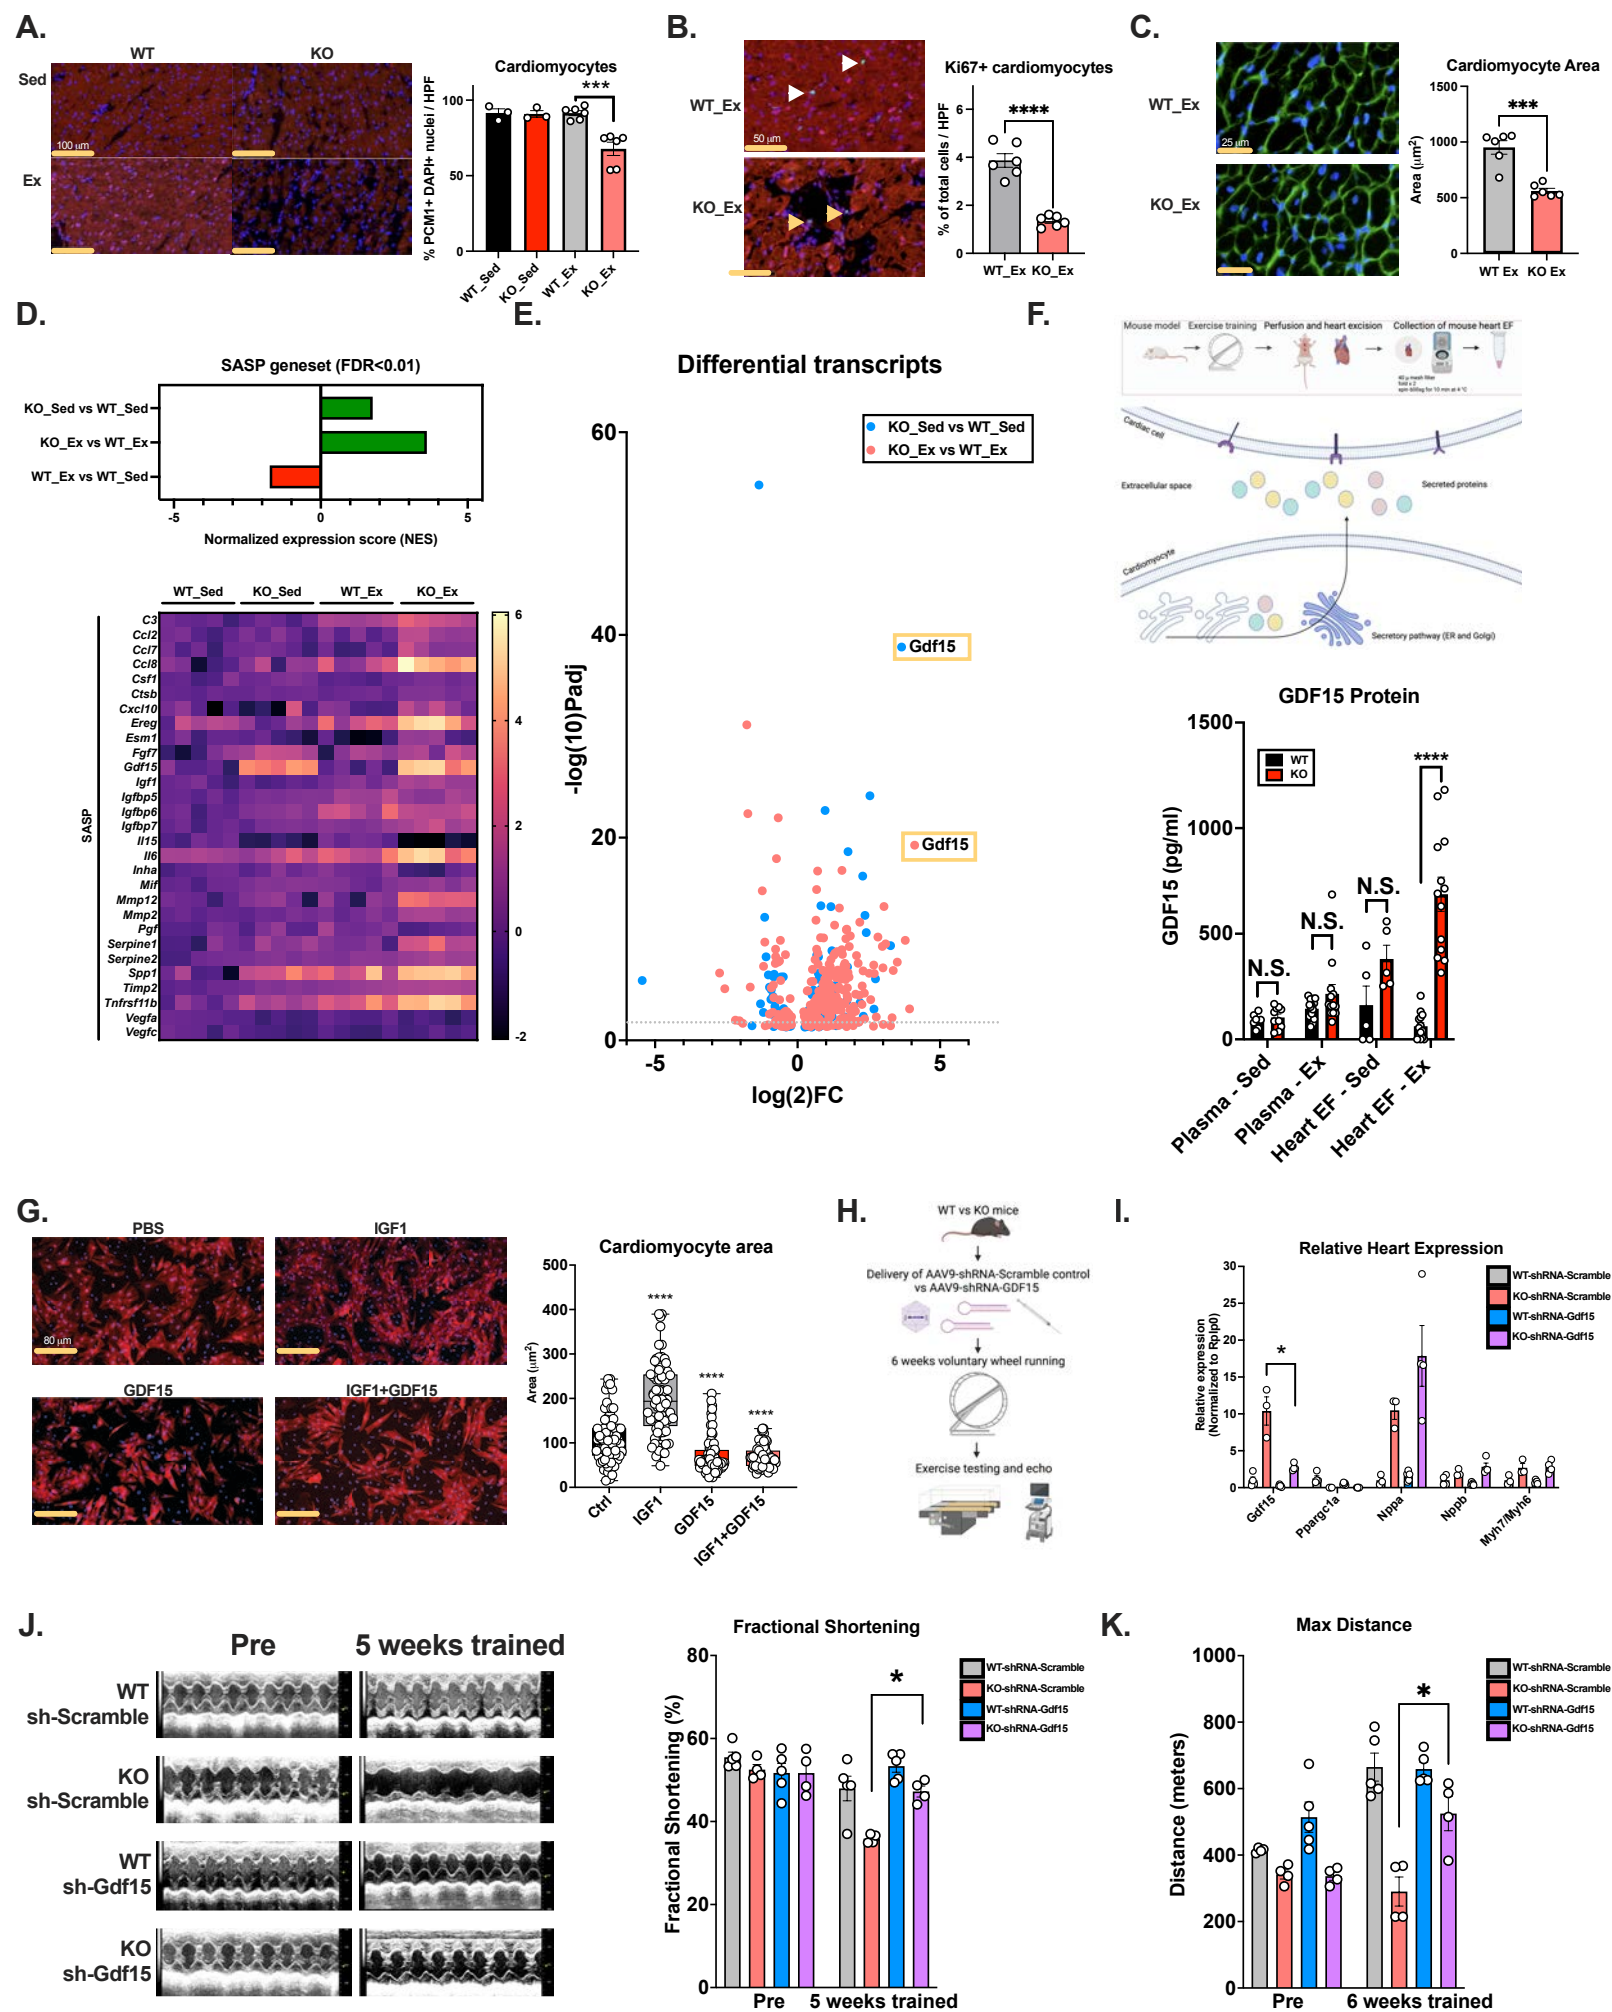 A.
WT
KO
Sed
Ex
100 µm
Cardiomyocytes
***
% PCM1+ DAPI+ nuclei / HPF
100
50
0
WT_Sed
KO_Sed
WT_Ex
KO_Ex
B.
WT_Ex
KO_Ex
50 µm
Ki67+ cardiomyocytes
****
% of total cells / HPF
6
4
2
0
WT_Ex
KO_Ex
C.
WT_Ex
KO_Ex
25 µm
Cardiomyocyte Area
***
Area (µm²)
1500
1000
500
0
WT Ex
KO Ex
D.
SASP geneset (FDR<0.01)
KO_Sed vs WT_Sed
KO_Ex vs WT_Ex
WT_Ex vs WT_Sed
-5
0
5
Normalized expression score (NES)
WT_Sed
KO_Sed
WT_Ex
KO_Ex
SASP
C3
Ccl2
Ccl7
Ccl8
Csf1
Ctsb
Cxcl10
Ereg
Esm1
Fgf7
Gdf15
Igf1
Igfbp5
Igfbp6
Igfbp7
Il15
Il6
Inha
Mif
Mmp12
Mmp2
Pgf
Serpine1
Serpine2
Spp1
Timp2
Tnfrsf11b
Vegfa
Vegfc
6
4
2
0
-2
E.
Differential transcripts
KO_Sed vs WT_Sed
KO_Ex vs WT_Ex
Gdf15
Gdf15
-log(10)Padj
60
40
20
0
-5
0
5
log(2)FC
F.
Mouse model
Exercise training
Perfusion and heart excision
Collection of mouse heart EF
Cardiac cell
Extracellular space
Secreted proteins
Cardiomyocyte
Secretory pathway (ER and Golgi)
GDF15 Protein
WT
KO
GDF15 (pg/ml)
1500
1000
500
0
N.S.
N.S.
N.S.
****
Plasma - Sed
Plasma - Ex
Heart EF - Sed
Heart EF - Ex
G.
PBS
IGF1
80 µm
GDF15
IGF1+GDF15
Cardiomyocyte area
Area (µm²)
500
400
300
200
100
0
****
****
****
Ctrl
IGF1
GDF15
IGF1+GDF15
H.
WT vs KO mice
Delivery of AAV9-shRNA-Scramble control
vs AAV9-shRNA-GDF15
6 weeks voluntary wheel running
Exercise testing and echo
I.
Relative Heart Expression
Relative expression
(Normalized to Rplp0)
30
25
20
15
10
5
0
*
WT-shRNA-Scramble
KO-shRNA-Scramble
WT-shRNA-Gdf15
KO-shRNA-Gdf15
Gdf15
Ppargc1a
Nppa
Nppb
Myh7/Myh6
J.
Pre
5 weeks trained
WT
sh-Scramble
KO
sh-Scramble
WT
sh-Gdf15
KO
sh-Gdf15
Fractional Shortening
Fractional Shortening (%)
80
60
40
20
0
*
Pre
5 weeks trained
WT-shRNA-Scramble
KO-shRNA-Scramble
WT-shRNA-Gdf15
KO-shRNA-Gdf15
K.
Max Distance
Distance (meters)
1000
800
600
400
200
0
*
Pre
6 weeks trained
WT-shRNA-Scramble
KO-shRNA-Scramble
WT-shRNA-Gdf15
KO-shRNA-Gdf15